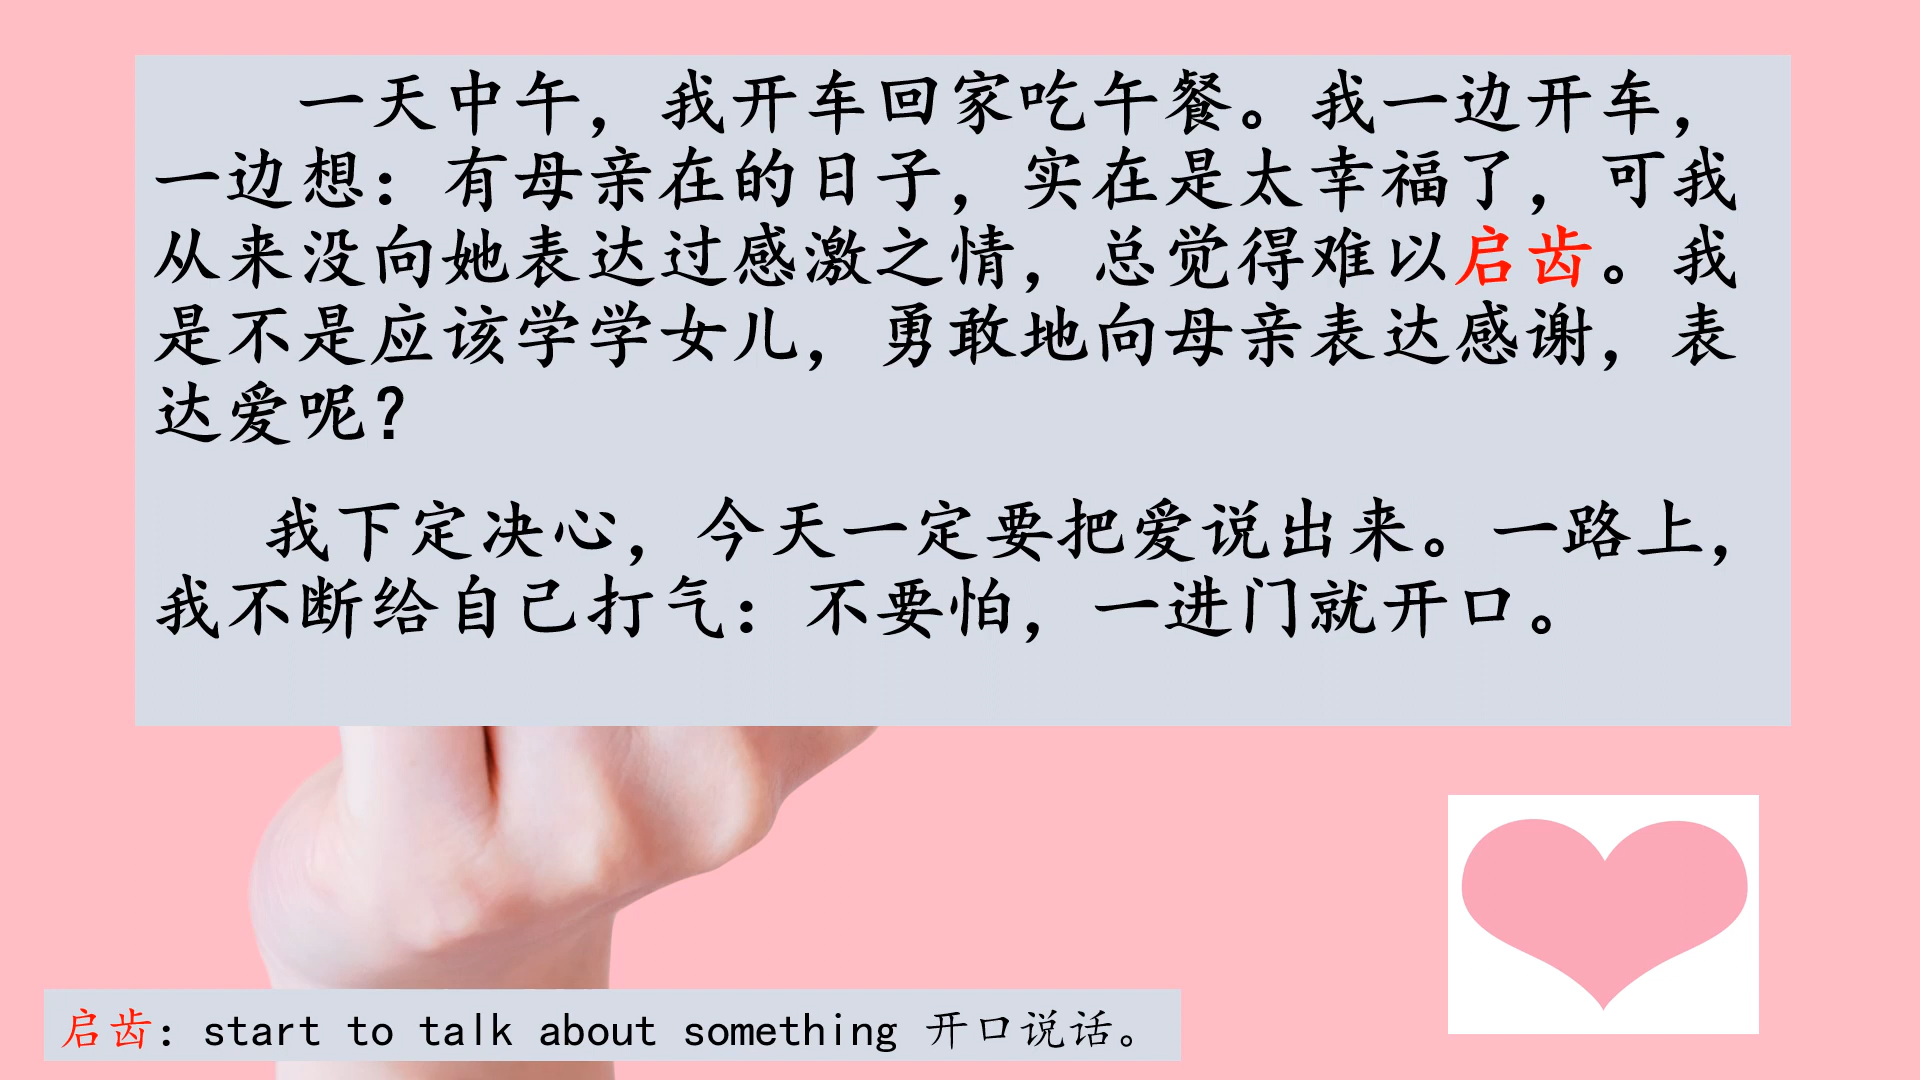 一天中午，我开车回家吃午餐。我一边开车，
一边想：有母亲在的日子，实在是太幸福了，可我
从来没向她表达过感激之情，总觉得难以启齿。我
是不是应该学学女儿，勇敢地向母亲表达感谢，表
达爱呢？
我下定决心，今天一定要把爱说出来。一路上，
我不断给自己打气：不要怕，一进门就开口。
启齿：start to talk about something 开口说话。